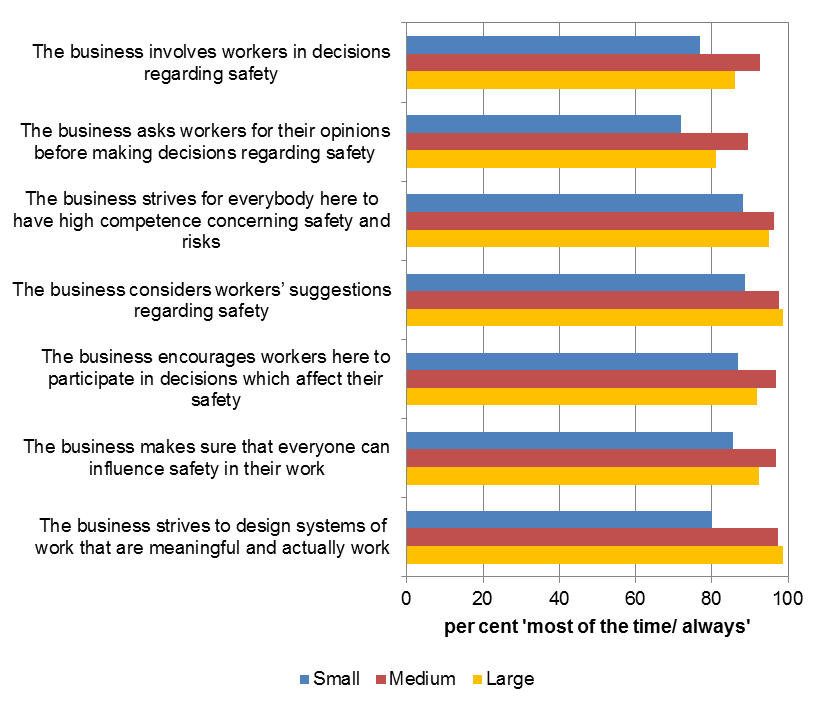 The business involves workers in decisions
regarding safety
The business asks workers for their opinions
before making decisions regarding safety
The business strives for everybody here to
have high competence concerning safety and
risks
The business considers workers’ suggestions
regarding safety
The business encourages workers here to
participate in decisions which affect their
safety
The business makes sure that everyone can
influence safety in their work
The business strives to design systems of
work that are meaningful and actually work
0 20 40 60 80 100
per cent 'most of the time/ always'
Small Medium Large